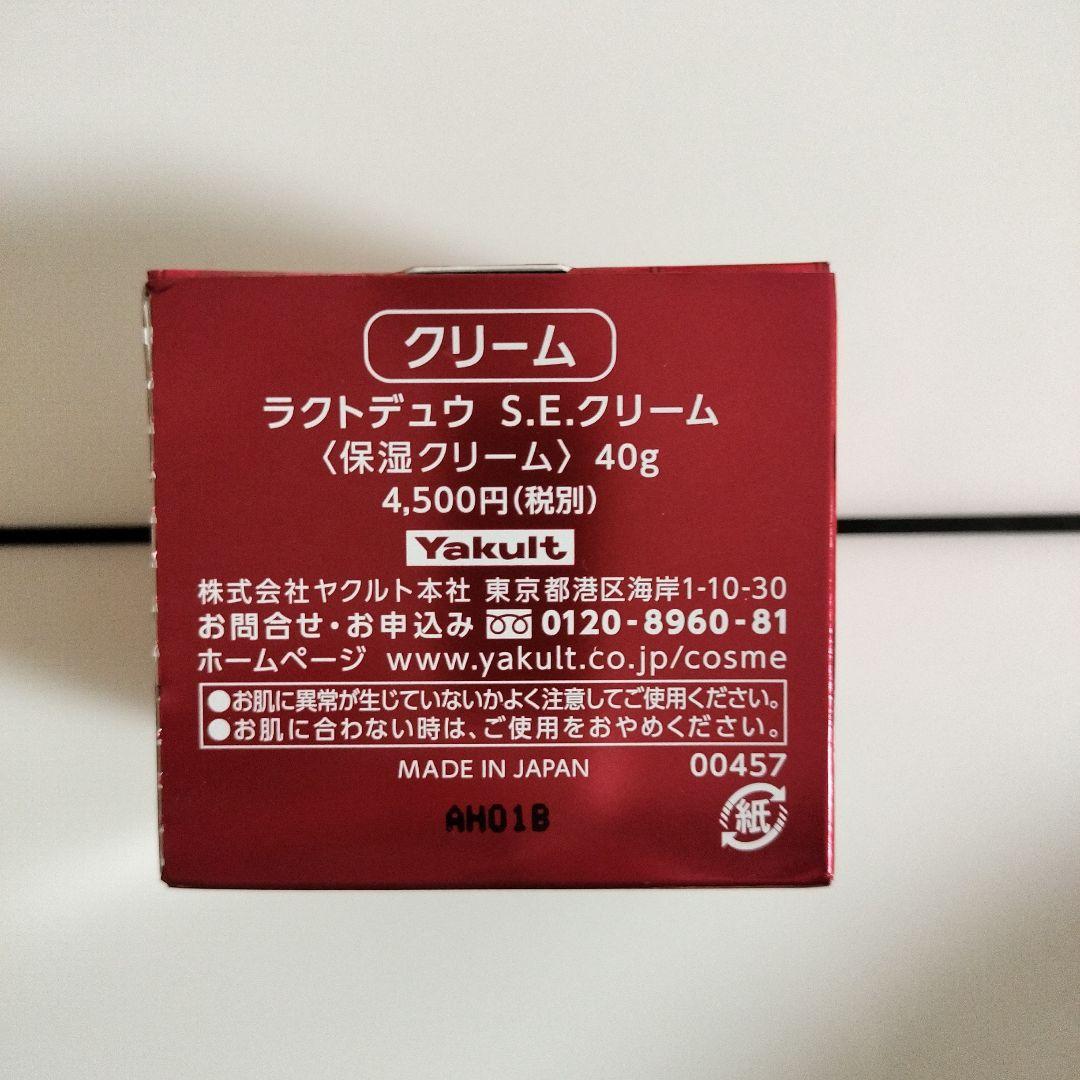 クリーム
ラクトデュウ S.E.クリーム
〈保湿クリーム〉 40g
4,500円(税別)
Yakult
株式会社ヤクルト本社 東京都港区海岸1-10-30
お問合せ・お申込み 0120-8960-81
ホームページ www.yakult.co.jp/cosme
●お肌に異常が生じていないかよく注意してご使用ください。
●お肌に合わない時は、ご使用をおやめください。
MADE IN JAPAN 00457
AH01B
紙